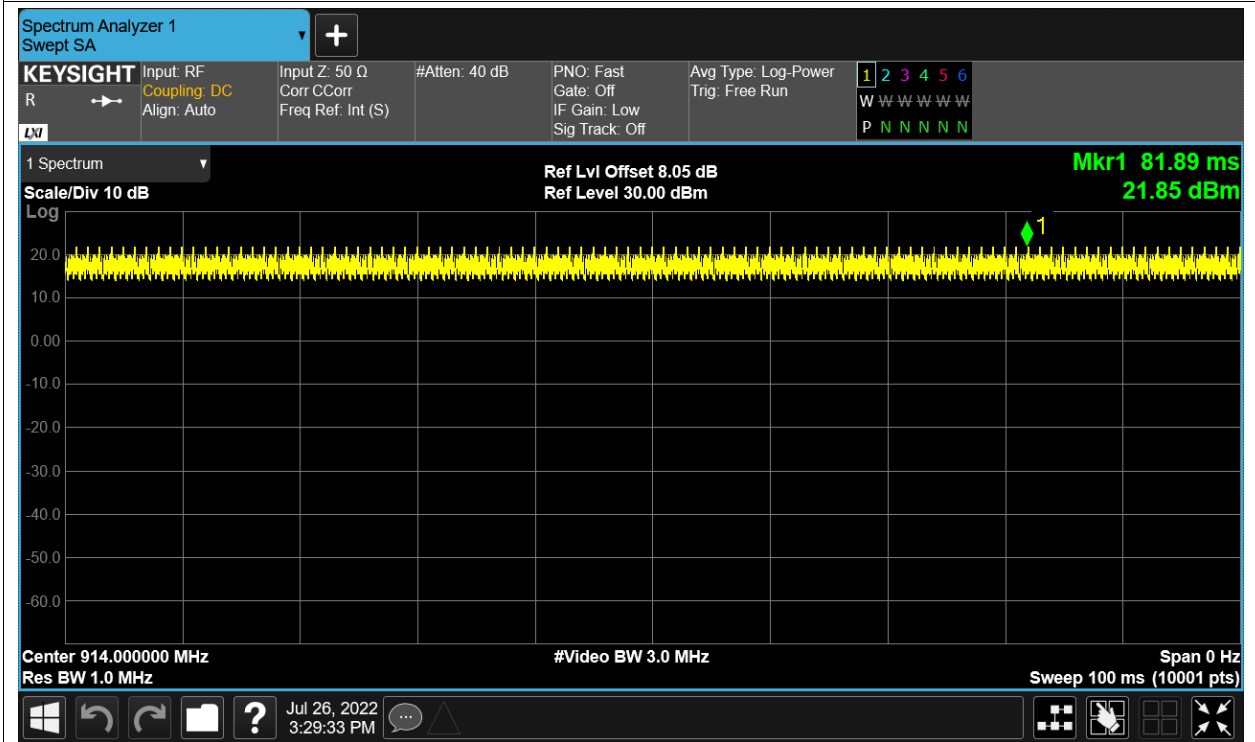 Spectrum Analyzer 1
Swept SA
KEYSIGHT
R
LXI
Input: RF
Coupling: DC
Align: Auto
Input Z: 50 Ω
Corr CCorr
Freq Ref: Int (S)
#Atten: 40 dB
PNO: Fast
Gate: Off
IF Gain: Low
Sig Track: Off
Avg Type: Log-Power
Trig: Free Run
1 2 3 4 5 6
W W W W W W
P N N N N N
1 Spectrum
Scale/Div 10 dB
Log
Ref Lvl Offset 8.05 dB
Ref Level 30.00 dBm
Mkr1 81.89 ms
21.85 dBm
1
20.0
10.0
0.00
-10.0
-20.0
-30.0
-40.0
-50.0
-60.0
Center 914.000000 MHz
Res BW 1.0 MHz
#Video BW 3.0 MHz
Span 0 Hz
Sweep 100 ms (10001 pts)
?
Jul 26, 2022
3:29:33 PM